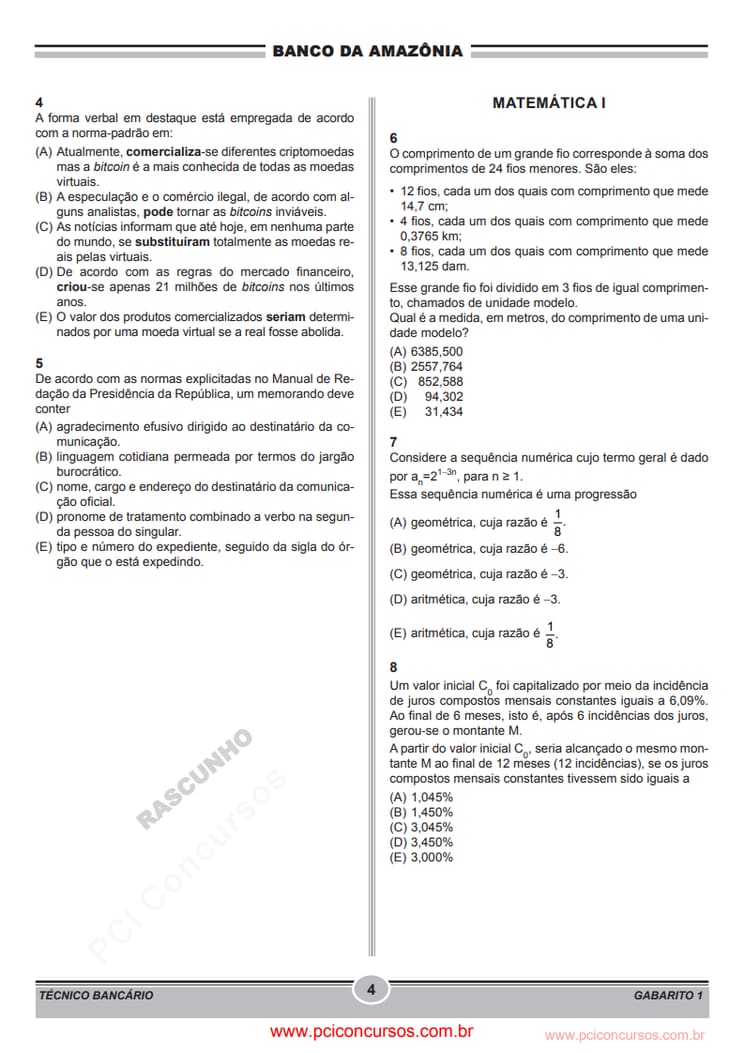 BANCO DA AMAZÔNIA
4
A forma verbal em destaque está empregada de acordo
com a norma-padrão em:
(A) Atualmente, comercializa-se diferentes criptomoedas
mas a bitcoin é a mais conhecida de todas as moedas
virtuais.
(B) A especulação e o comércio ilegal, de acordo com al-
guns analistas, pode tornar as bitcoins inviáveis.
(C) As notícias informam que até hoje, em nenhuma parte
do mundo, se substituíram totalmente as moedas re-
ais pelas virtuais.
(D) De acordo com as regras do mercado financeiro,
criou-se apenas 21 milhões de bitcoins nos últimos
anos.
(E) O valor dos produtos comercializados seriam determi-
nados por uma moeda virtual se a real fosse abolida.
5
De acordo com as normas explicitadas no Manual de Re-
dação da Presidência da República, um memorando deve
conter
(A) agradecimento efusivo dirigido ao destinatário da co-
municação.
(B) linguagem cotidiana permeada por termos do jargão
burocrático.
(C) nome, cargo e endereço do destinatário da comunica-
ção oficial.
(D) pronome de tratamento combinado a verbo na segun-
da pessoa do singular.
(E) tipo e número do expediente, seguido da sigla do ór-
gão que o está expedindo.
RASCUNHO
PCI Concursos
MATEMÁTICA I
6
O comprimento de um grande fio corresponde à soma dos
comprimentos de 24 fios menores. São eles:
• 12 fios, cada um dos quais com comprimento que mede
14,7 cm;
• 4 fios, cada um dos quais com comprimento que mede
0,3765 km;
• 8 fios, cada um dos quais com comprimento que mede
13,125 dam.
Esse grande fio foi dividido em 3 fios de igual comprimen-
to, chamados de unidade modelo.
Qual é a medida, em metros, do comprimento de uma uni-
dade modelo?
(A) 6385,500
(B) 2557,764
(C) 852,588
(D) 94,302
(E) 31,434
7
Considere a sequência numérica cujo termo geral é dado
por aₙ=2¹⁻³ⁿ, para n ≥ 1.
Essa sequência numérica é uma progressão
(A) geométrica, cuja razão é 1/8.
(B) geométrica, cuja razão é –6.
(C) geométrica, cuja razão é –3.
(D) aritmética, cuja razão é –3.
(E) aritmética, cuja razão é 1/8.
8
Um valor inicial C₀ foi capitalizado por meio da incidência
de juros compostos mensais constantes iguais a 6,09%.
Ao final de 6 meses, isto é, após 6 incidências dos juros,
gerou-se o montante M.
A partir do valor inicial C₀, seria alcançado o mesmo mon-
tante M ao final de 12 meses (12 incidências), se os juros
compostos mensais constantes tivessem sido iguais a
(A) 1,045%
(B) 1,450%
(C) 3,045%
(D) 3,450%
(E) 3,000%
TÉCNICO BANCÁRIO
4
GABARITO 1
www.pciconcursos.com.br
www.pciconcursos.com.br